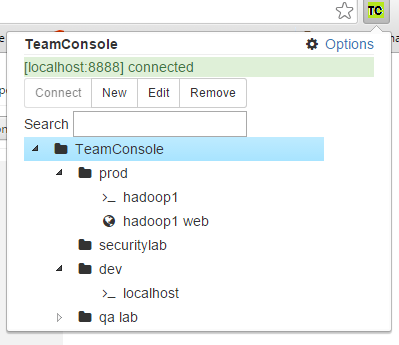 TC
TeamConsole Options
[localhost:8888] connected
Connect New Edit Remove
Search
TeamConsole
prod
hadoop1
hadoop1 web
securitylab
dev
localhost
qa lab